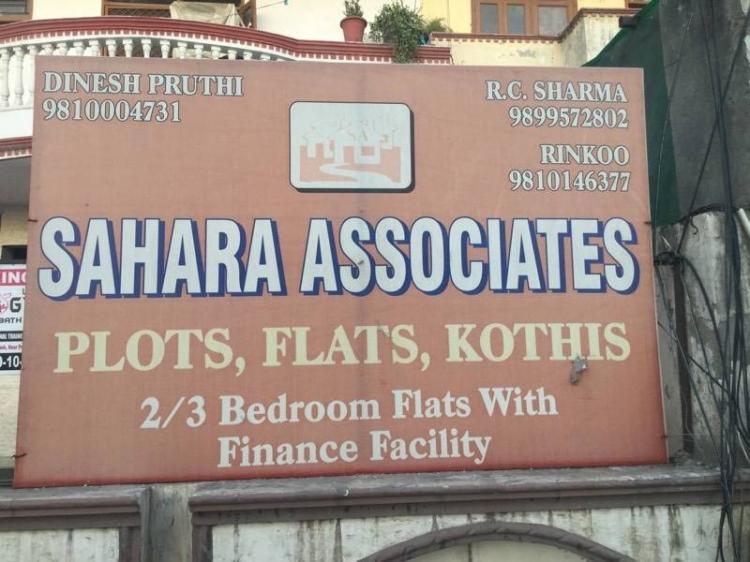 DINESH PRUTHI
9810004731
R.C. SHARMA
9899572802
RINKOO
9810146377
SAHARA ASSOCIATES
PLOTS, FLATS, KOTHIS
2/3 Bedroom Flats With
Finance Facility